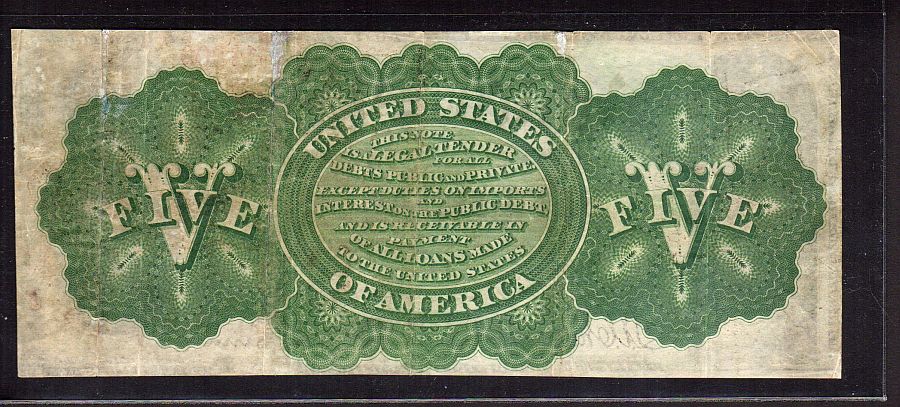 UNITED STATES
THIS NOTE
IS A LEGAL TENDER
FOR ALL
DEBTS PUBLIC AND PRIVATE
EXCEPT DUTIES ON IMPORTS
AND
INTEREST ON THE PUBLIC DEBT,
AND IS RECEIVABLE IN
PAYMENT
OF ALL LOANS MADE
TO THE UNITED STATES
OF AMERICA
FIVE
V
FIVE
V